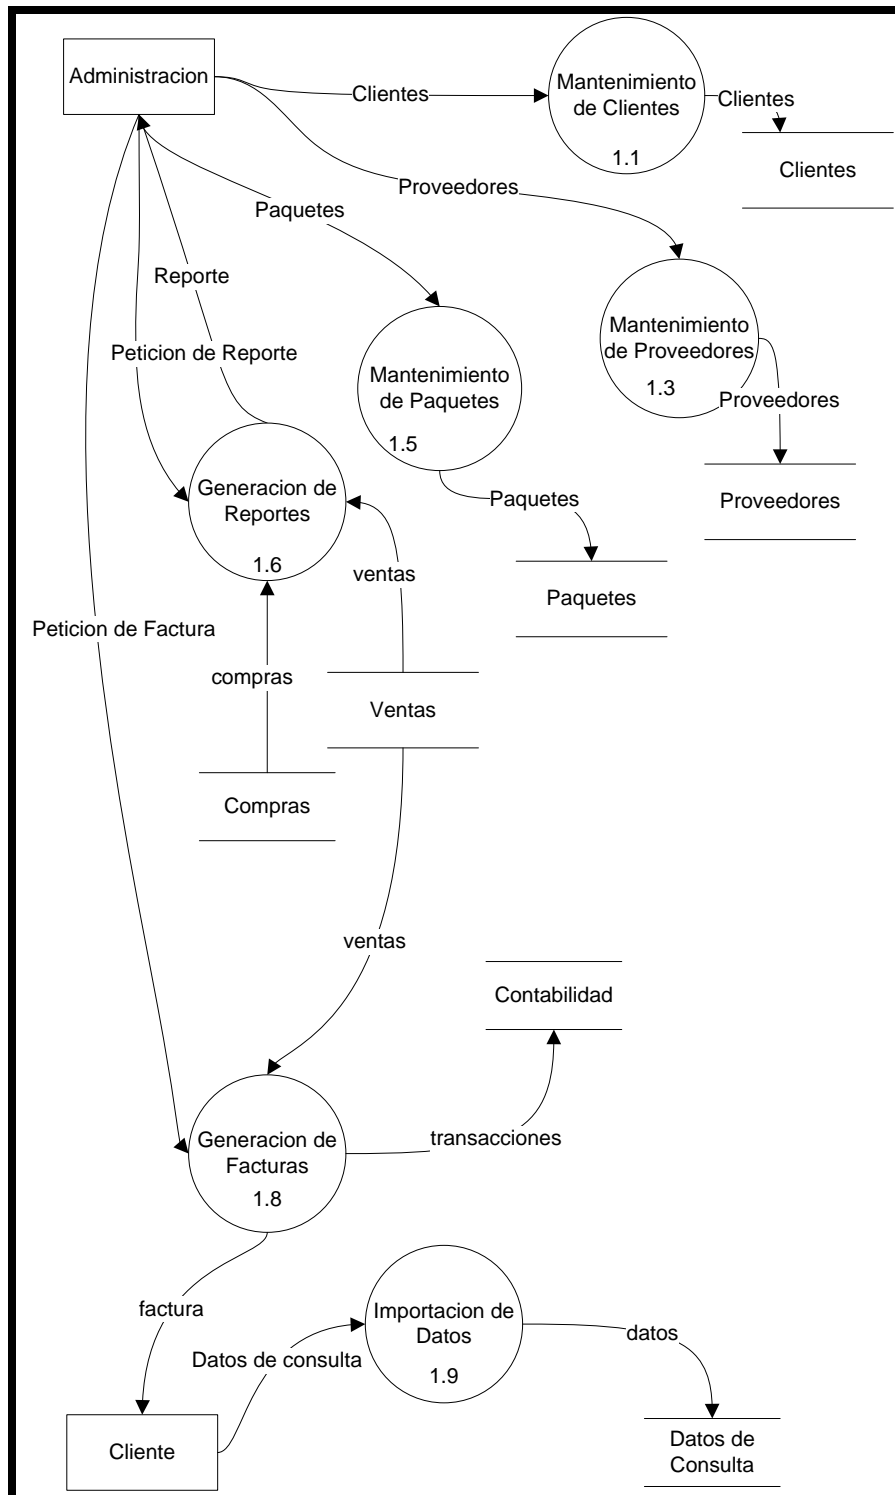 Administracion
Clientes
Mantenimiento
de Clientes
1.1
Clientes
Clientes
Proveedores
Paquetes
Reporte
Peticion de Reporte
Mantenimiento
de Proveedores
1.3
Proveedores
Proveedores
Mantenimiento
de Paquetes
1.5
Paquetes
Paquetes
Generacion de
Reportes
1.6
ventas
Peticion de Factura
compras
Ventas
Compras
ventas
Contabilidad
Generacion de
Facturas
1.8
transacciones
factura
Importacion de
Datos
1.9
Datos de consulta
datos
Cliente
Datos de
Consulta